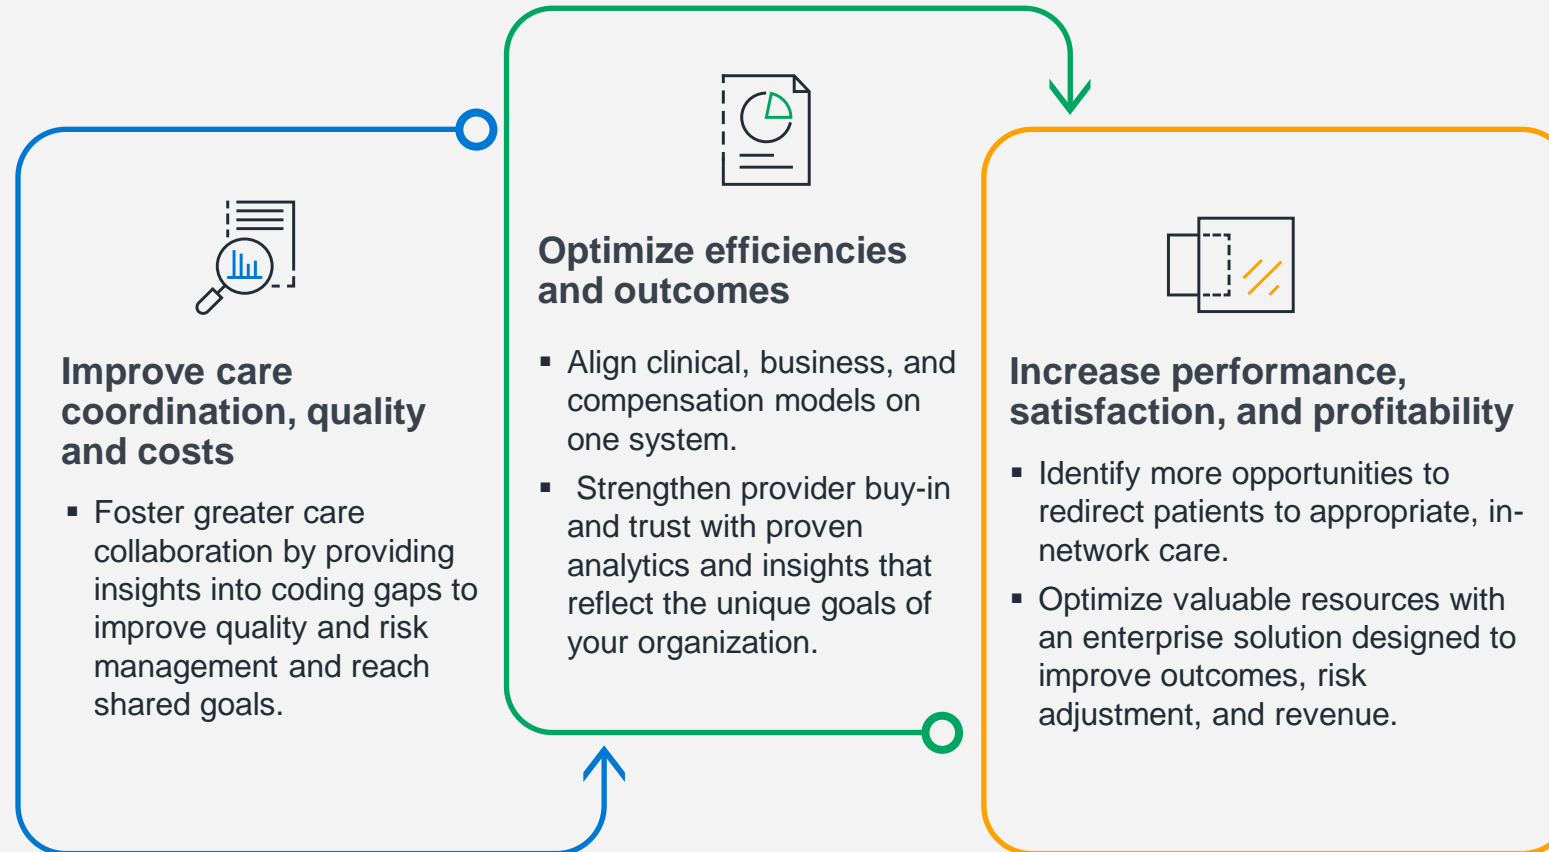 Improve care
coordination, quality
and costs
▪ Foster greater care
collaboration by providing
insights into coding gaps to
improve quality and risk
management and reach
shared goals.
Optimize efficiencies
and outcomes
▪ Align clinical, business, and
compensation models on
one system.
▪ Strengthen provider buy-in
and trust with proven
analytics and insights that
reflect the unique goals of
your organization.
Increase performance,
satisfaction, and profitability
▪ Identify more opportunities to
redirect patients to appropriate, in-
network care.
▪ Optimize valuable resources with
an enterprise solution designed to
improve outcomes, risk
adjustment, and revenue.